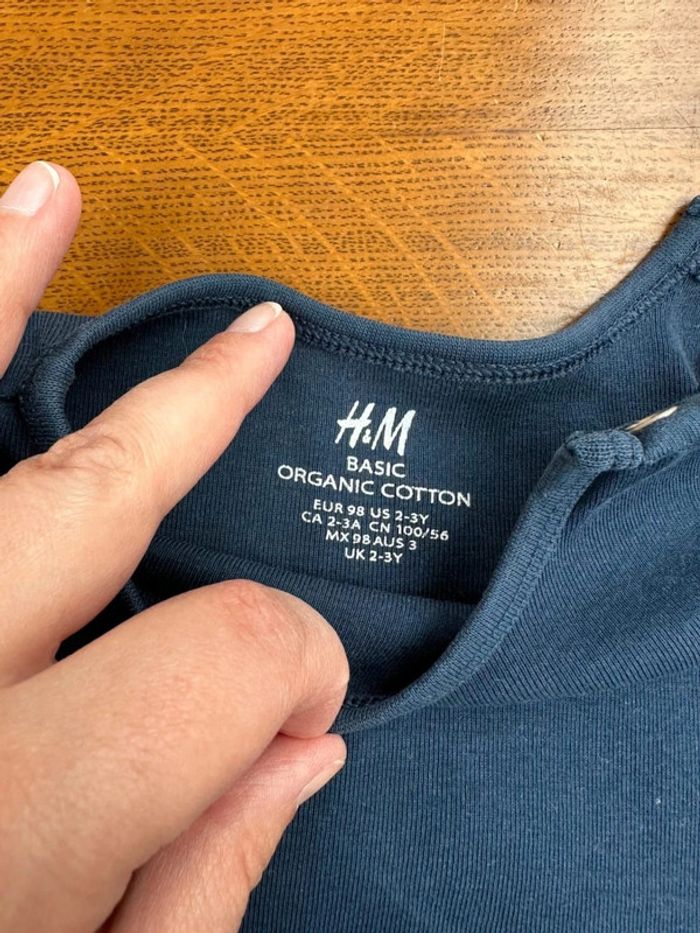 H&M
BASIC
ORGANIC COTTON
EUR 98 US 2-3Y
CA 2-3A CN 100/56
MX 98 AUS 3
UK 2-3Y